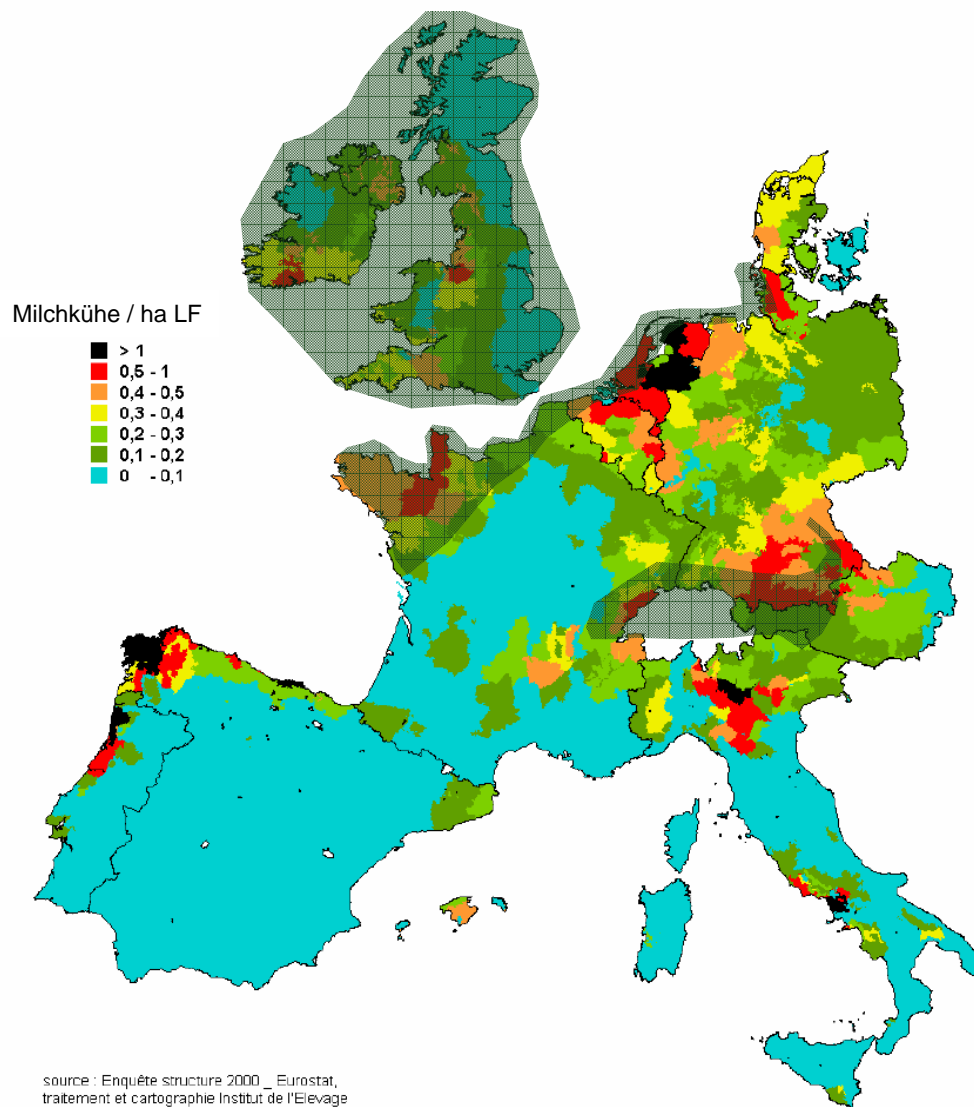 Milchkühe / ha LF
> 1
0,5 - 1
0,4 - 0,5
0,3 - 0,4
0,2 - 0,3
0,1 - 0,2
0 - 0,1
source : Enquête structure 2000 _ Eurostat,
traitement et cartographie Institut de l'Elevage